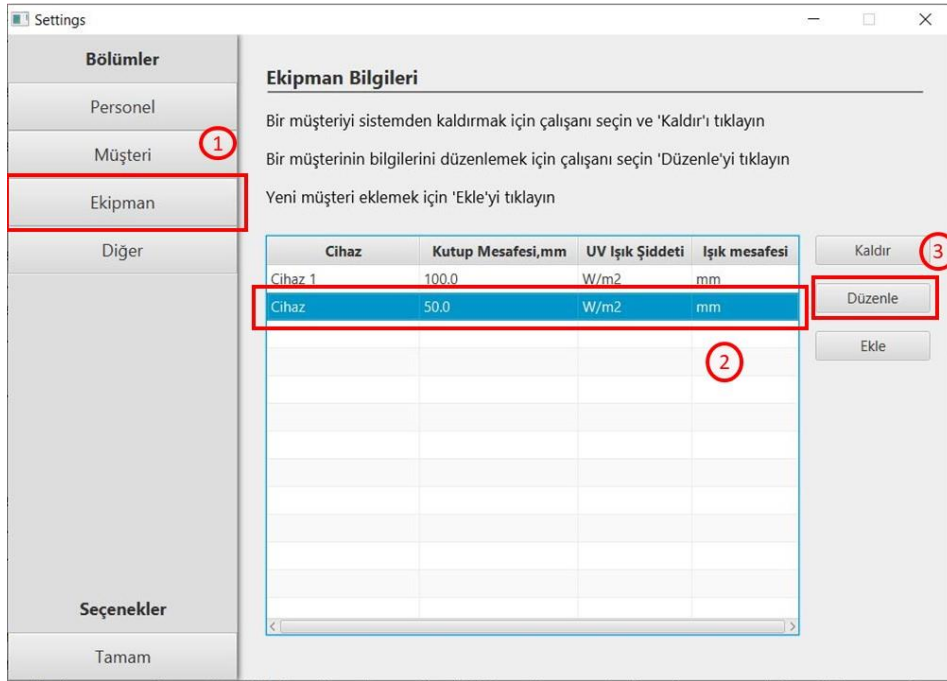 Settings
Bölümler
Personel
Müşteri
1
Ekipman
Diğer
Seçenekler
Tamam
Ekipman Bilgileri
Bir müşteriyi sistemden kaldırmak için çalışanı seçin ve 'Kaldır'ı tıklayın
Bir müşterinin bilgilerini düzenlemek için çalışanı seçin 'Düzenle'yi tıklayın
Yeni müşteri eklemek için 'Ekle'yi tıklayın
Cihaz Kutup Mesafesi,mm UV Işık Şiddeti Işık mesafesi
Cihaz 1 100.0 W/m2 mm
Cihaz 50.0 W/m2 mm
2
Kaldır
3
Düzenle
Ekle